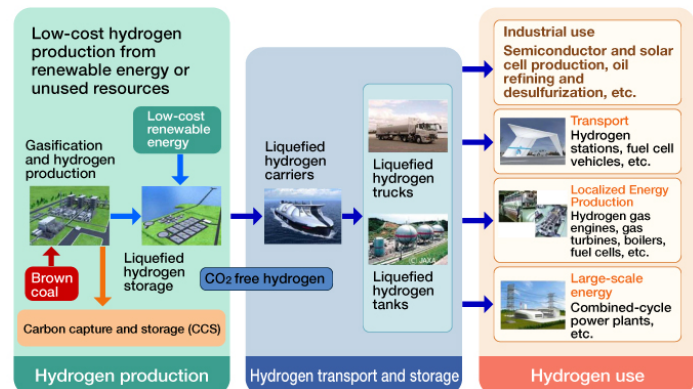 Low-cost hydrogen
production from
renewable energy or
unused resources
Low-cost
renewable
energy
Gasification
and hydrogen
production
Liquefied
hydrogen
storage
Brown
coal
Carbon capture and storage (CCS)
Hydrogen production
Liquefied
hydrogen
carriers
CO2 free hydrogen
Liquefied
hydrogen
trucks
(C) JAXA
Liquefied
hydrogen
tanks
Hydrogen transport and storage
Industrial use
Semiconductor and solar
cell production, oil
refining and
desulfurization, etc.
Transport
Hydrogen
stations, fuel cell
vehicles, etc.
Localized Energy
Production
Hydrogen gas
engines, gas
turbines, boilers,
fuel cells, etc.
Large-scale
energy
Combined-cycle
power plants,
etc.
Hydrogen use